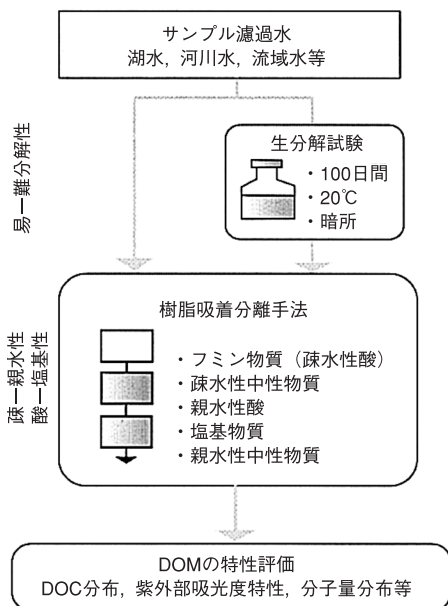 サンプル濾過水
湖水，河川水，流域水等
易ー難分解性
生分解試験
・100日間
・20℃
・暗所
疎ー親水性
酸ー塩基性
樹脂吸着分離手法
・フミン物質（疎水性酸）
・疎水性中性物質
・親水性酸
・塩基物質
・親水性中性物質
DOMの特性評価
DOC分布，紫外部吸光度特性，分子量分布等